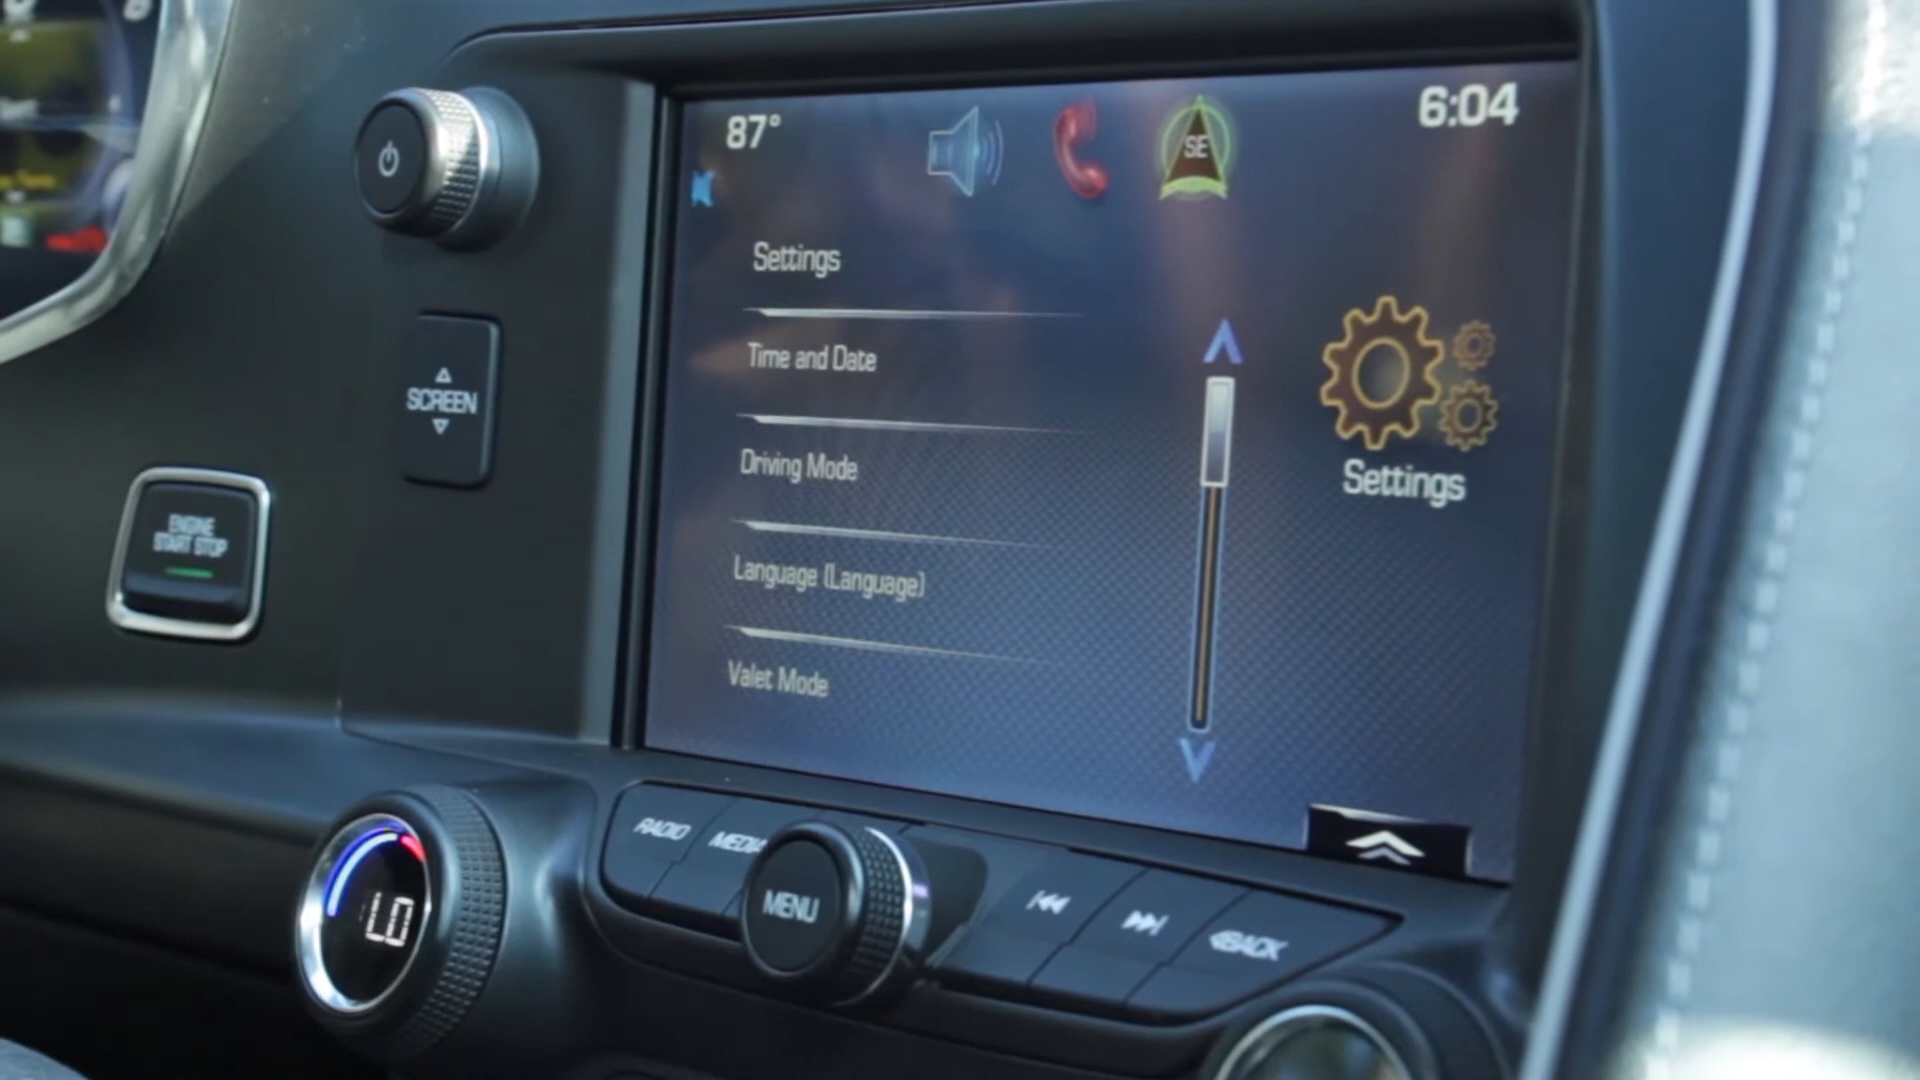 87°
SE
6:04
Settings
Time and Date
Driving Mode
Language (Language)
Valet Mode
Settings
SCREEN
ENGINE
START STOP
RADIO
MEDIA
MENU
BACK